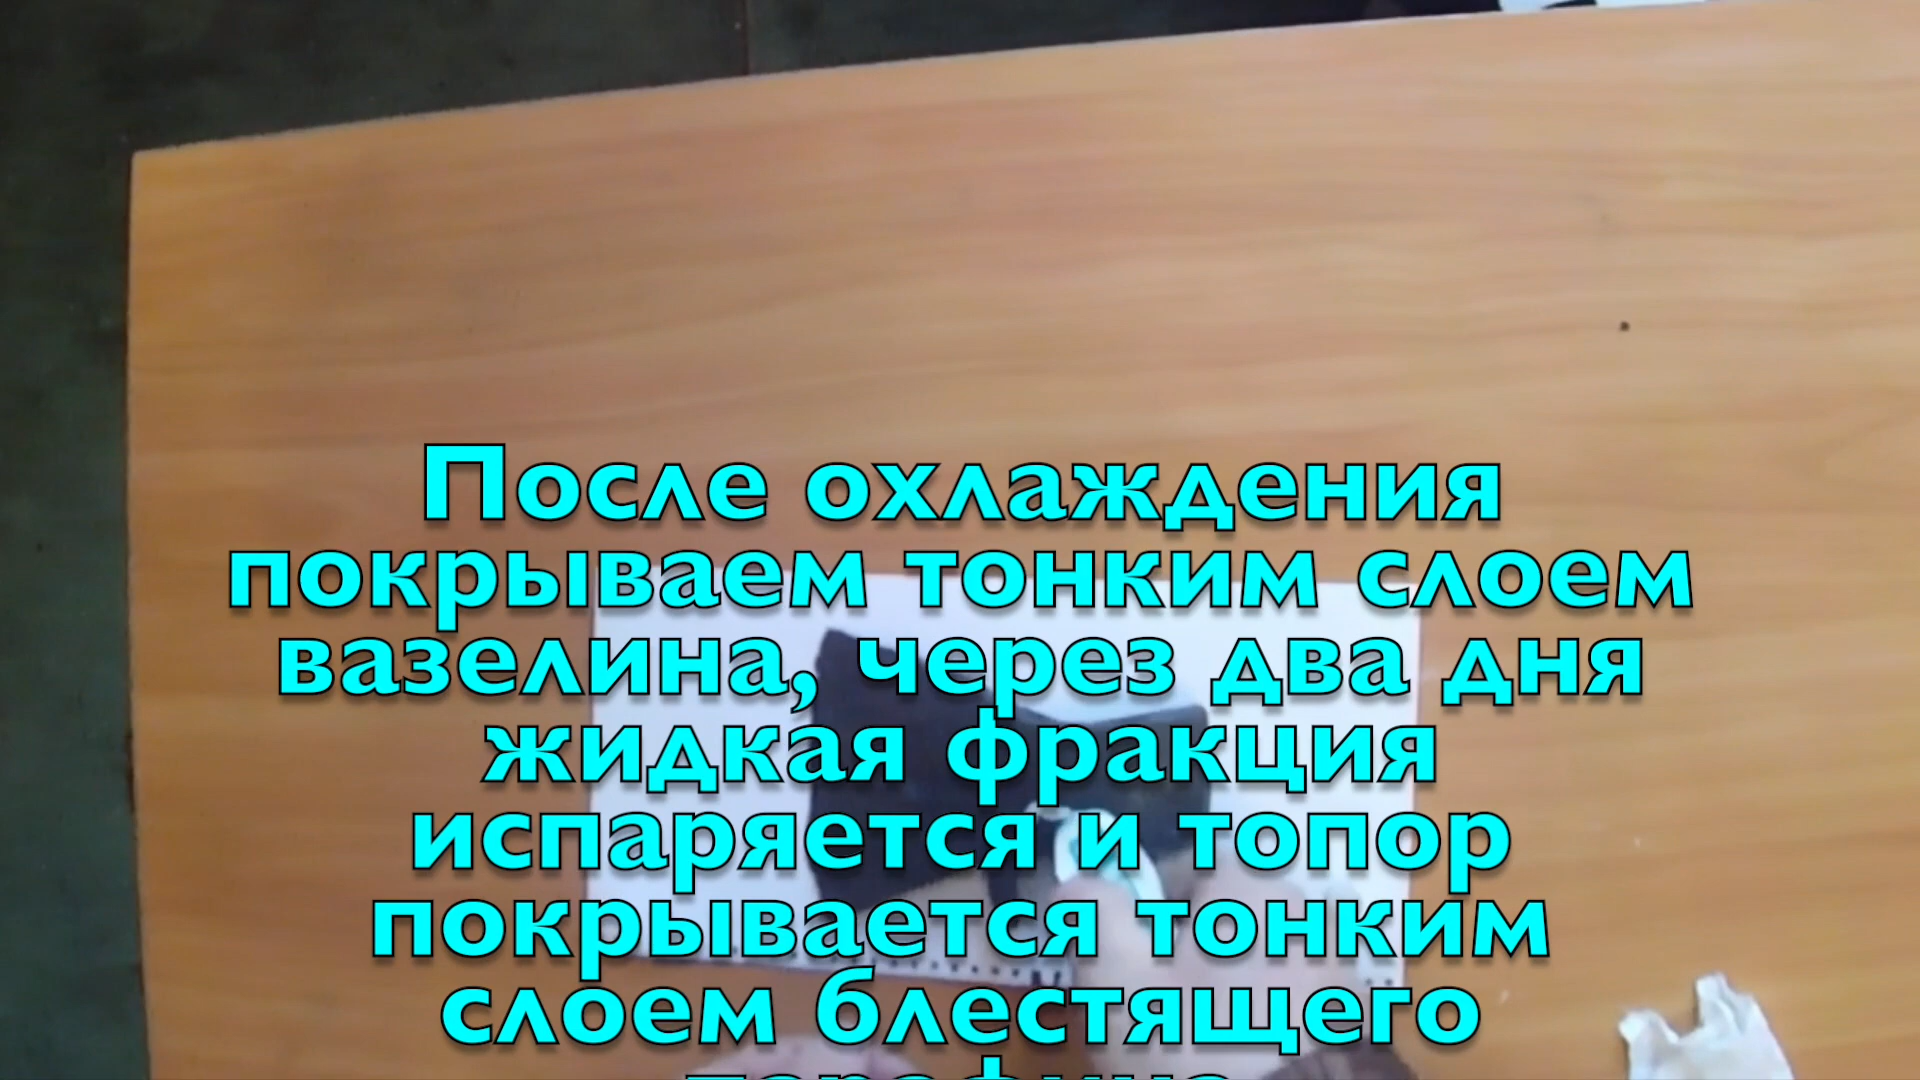 После охлаждения
покрываем тонким слоем
вазелина, через два дня
жидкая фракция
испаряется и топор
покрывается тонким
слоем блестящего